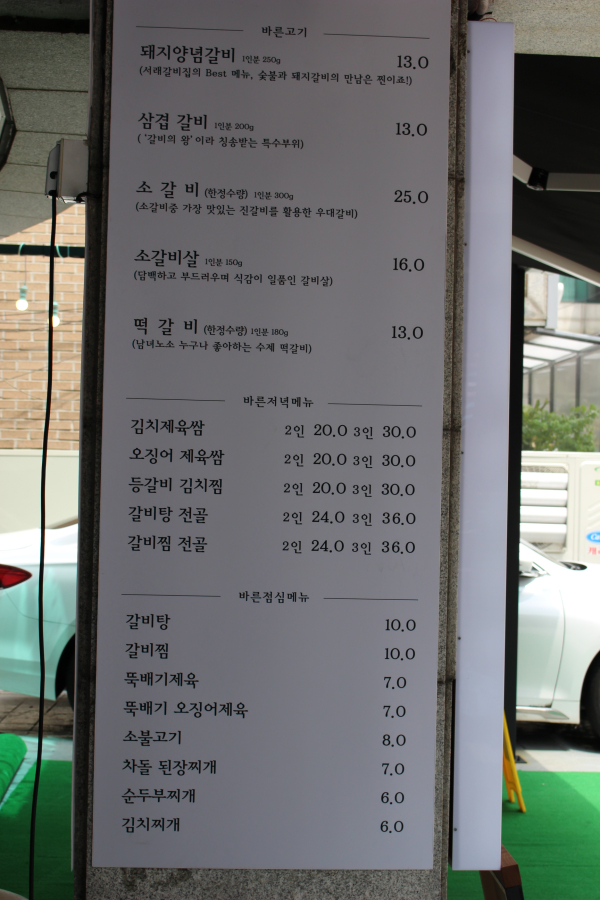 바른고기
돼지양념갈비 1인분 250g 13.0
(서래갈비집의 Best 메뉴, 숯불과 돼지갈비의 만남은 찐이죠!)
삼겹 갈비 1인분 200g 13.0
( '갈비의 왕' 이라 칭송받는 특수부위)
소 갈 비 (한정수량) 1인분 300g 25.0
(소갈비중 가장 맛있는 진갈비를 활용한 우대갈비)
소갈비살 1인분 150g 16.0
(담백하고 부드러우며 식감이 일품인 갈비살)
떡 갈 비 (한정수량) 1인분 180g 13.0
(남녀노소 누구나 좋아하는 수제 떡갈비)
바른저녁메뉴
김치제육쌈 2인 20.0 3인 30.0
오징어 제육쌈 2인 20.0 3인 30.0
등갈비 김치찜 2인 20.0 3인 30.0
갈비탕 전골 2인 24.0 3인 36.0
갈비찜 전골 2인 24.0 3인 36.0
바른점심메뉴
갈비탕 10.0
갈비찜 10.0
뚝배기제육 7.0
뚝배기 오징어제육 7.0
소불고기 8.0
차돌 된장찌개 7.0
순두부찌개 6.0
김치찌개 6.0